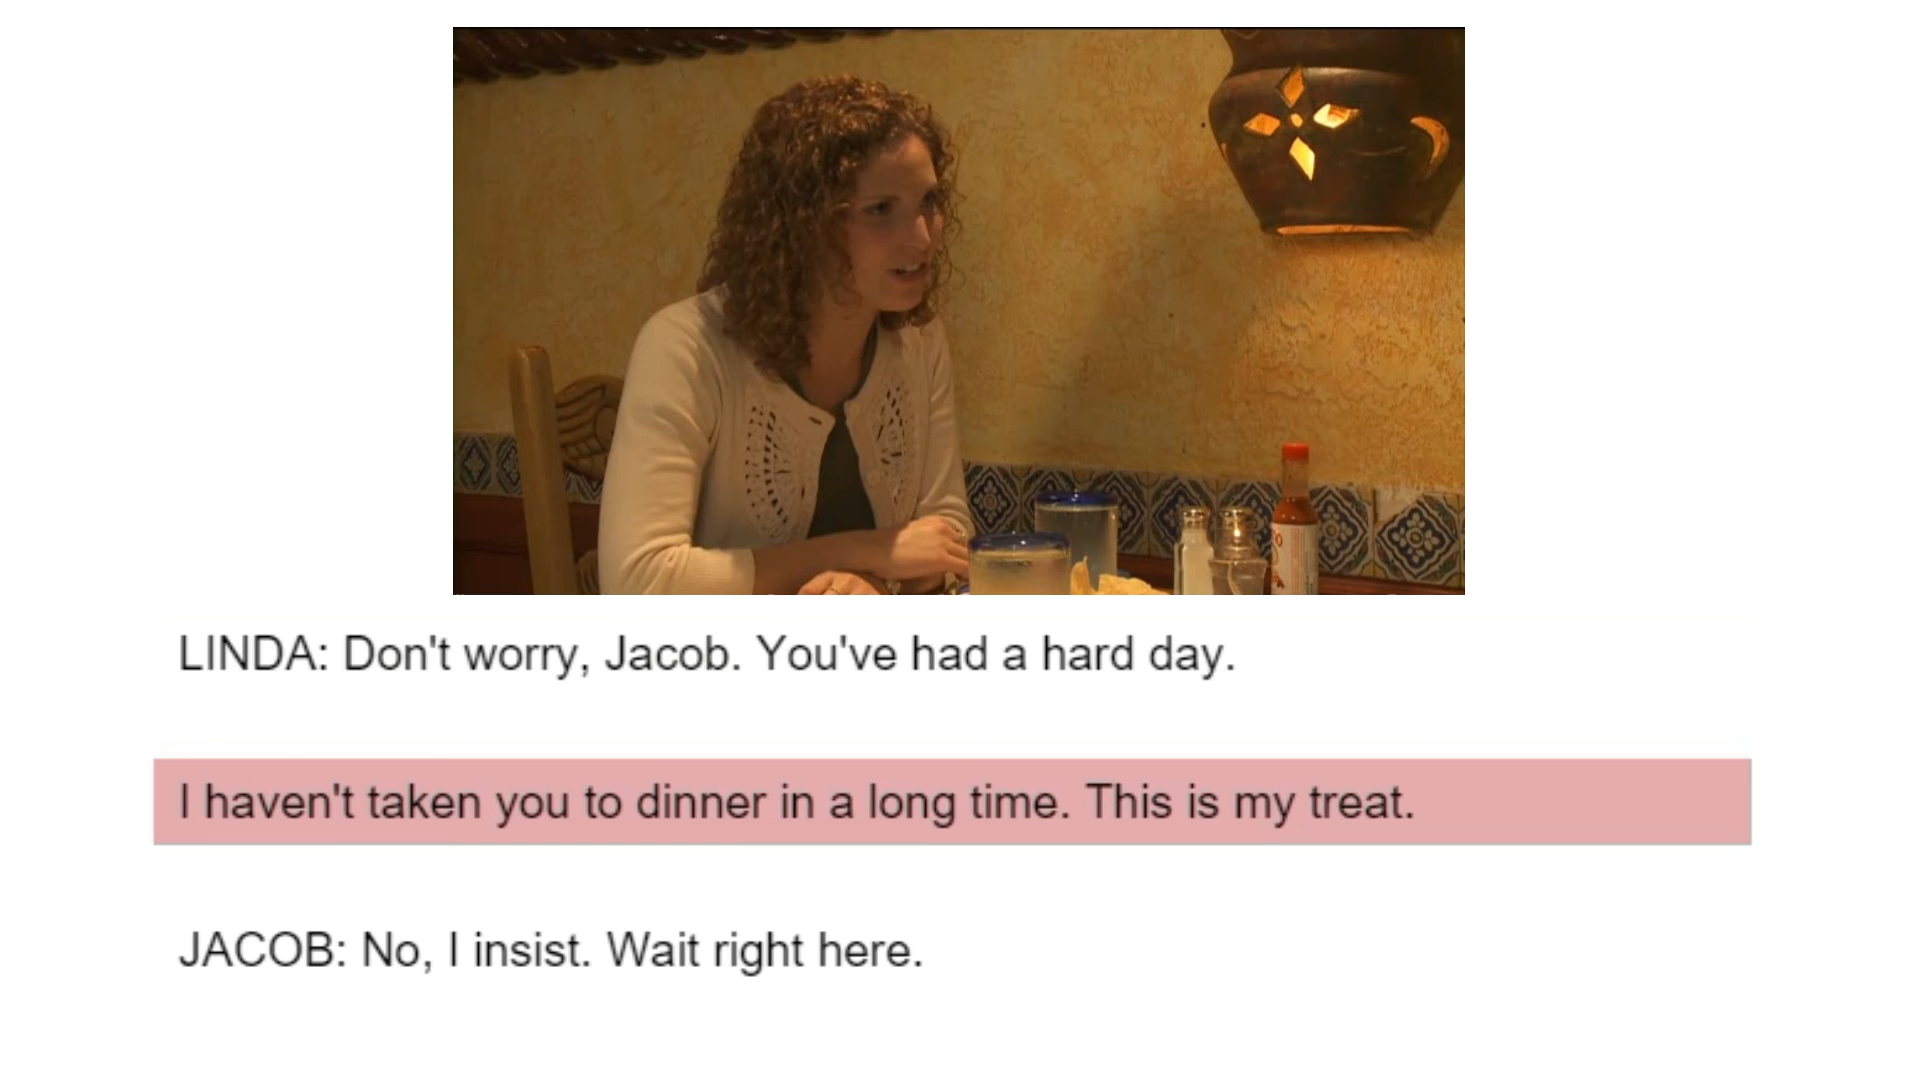 LINDA: Don't worry, Jacob. You've had a hard day.
I haven't taken you to dinner in a long time. This is my treat.
JACOB: No, I insist. Wait right here.